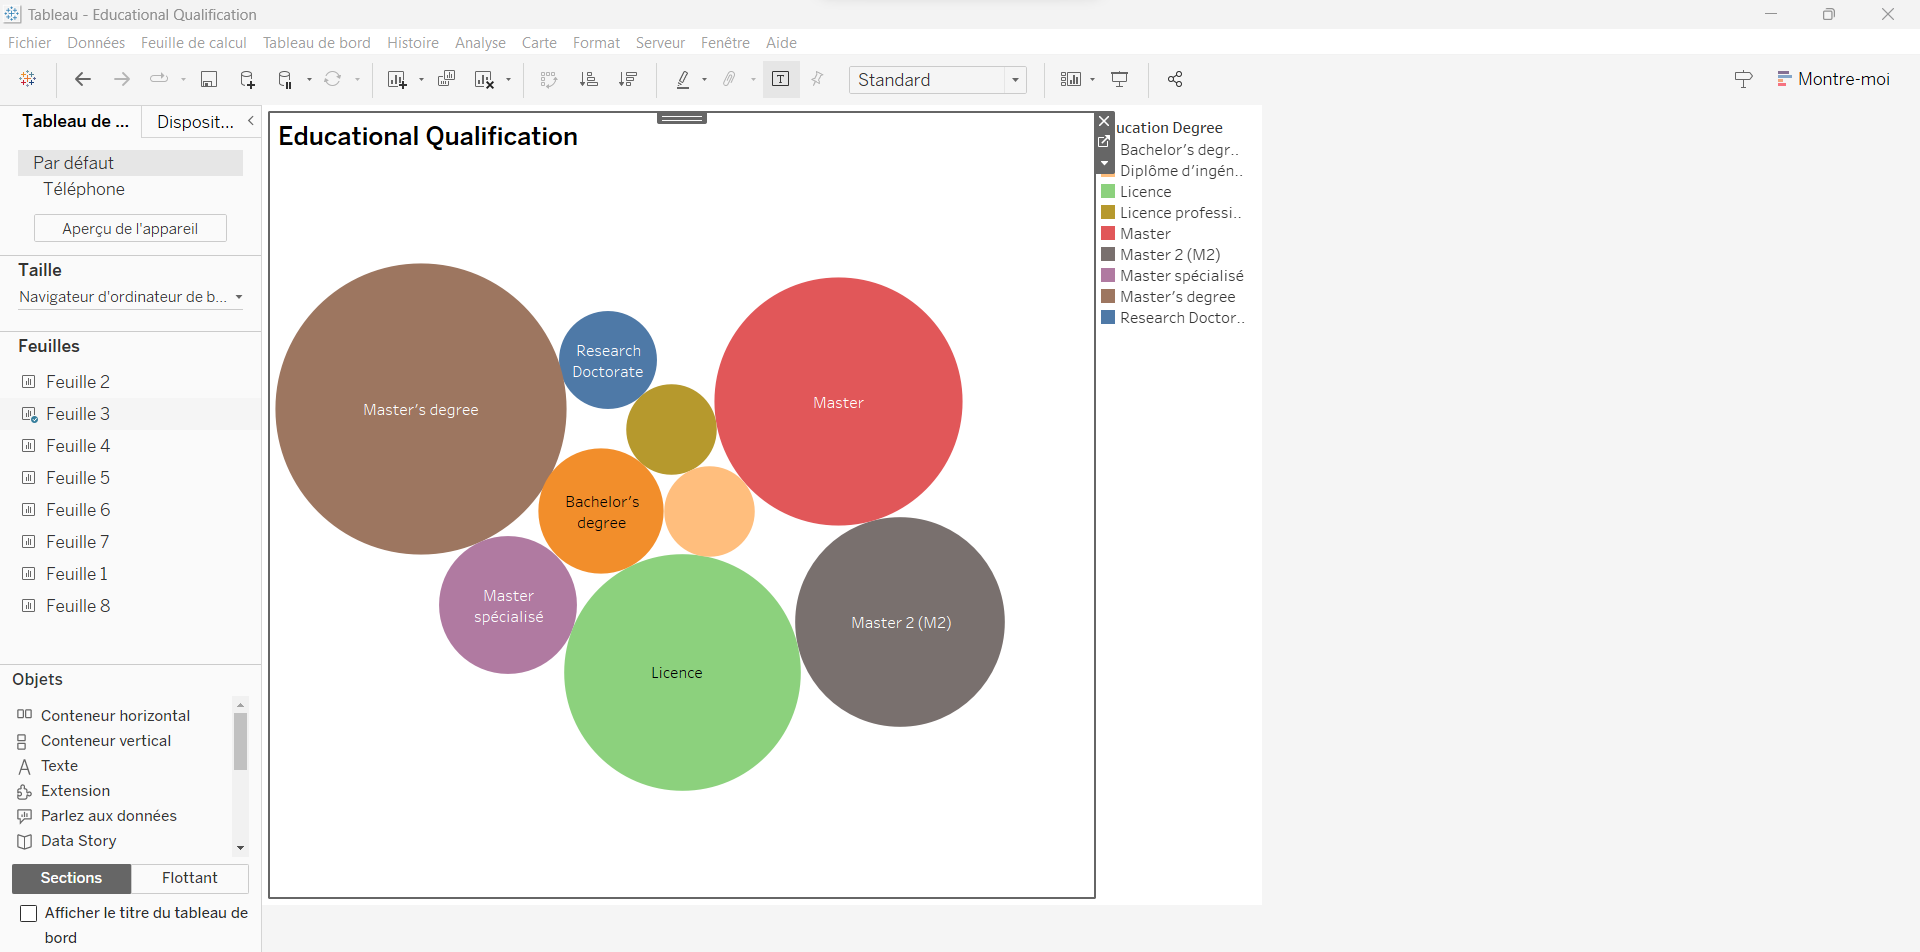 Tableau - Educational Qualification
Fichier Données Feuille de calcul Tableau de bord Histoire Analyse Carte Format Serveur Fenêtre Aide
Standard
Montre-moi
Tableau de ...
Disposit...
Par défaut
Téléphone
Aperçu de l'appareil
Taille
Navigateur d'ordinateur de b...
Feuilles
Feuille 2
Feuille 3
Feuille 4
Feuille 5
Feuille 6
Feuille 7
Feuille 1
Feuille 8
Objets
Conteneur horizontal
Conteneur vertical
Texte
Extension
Parlez aux données
Data Story
Sections
Flottant
Afficher le titre du tableau de
bord
Educational Qualification
Research
Doctorate
Master's degree
Master
Bachelor's
degree
Master
spécialisé
Master 2 (M2)
Licence
ucation Degree
Bachelor's degr..
Diplôme d'ingén..
Licence
Licence professi..
Master
Master 2 (M2)
Master spécialisé
Master's degree
Research Doctor..